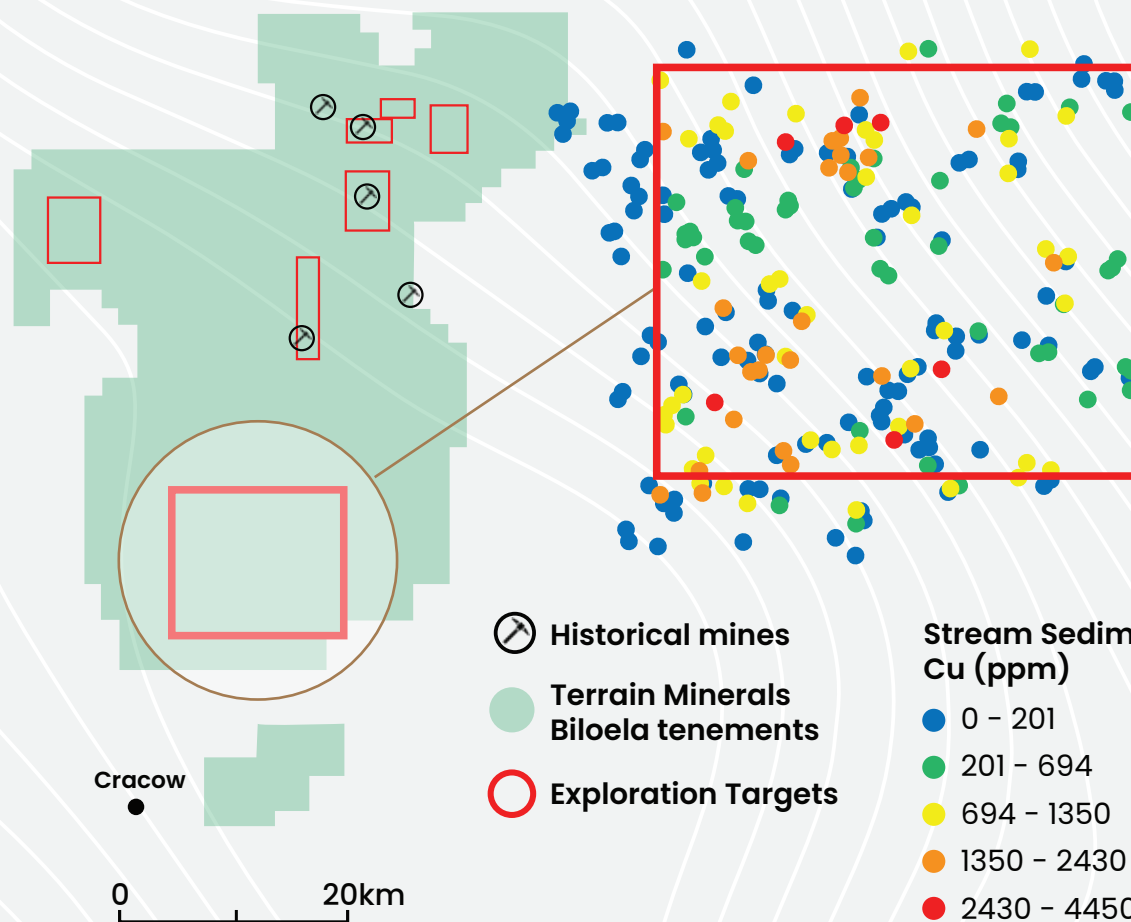 Historical mines
Terrain Minerals
Biloela tenements
Exploration Targets
Cracow
0
20km
Stream Sedim
Cu (ppm)
0 - 201
201 - 694
694 - 1350
1350 - 2430
2430 - 4450